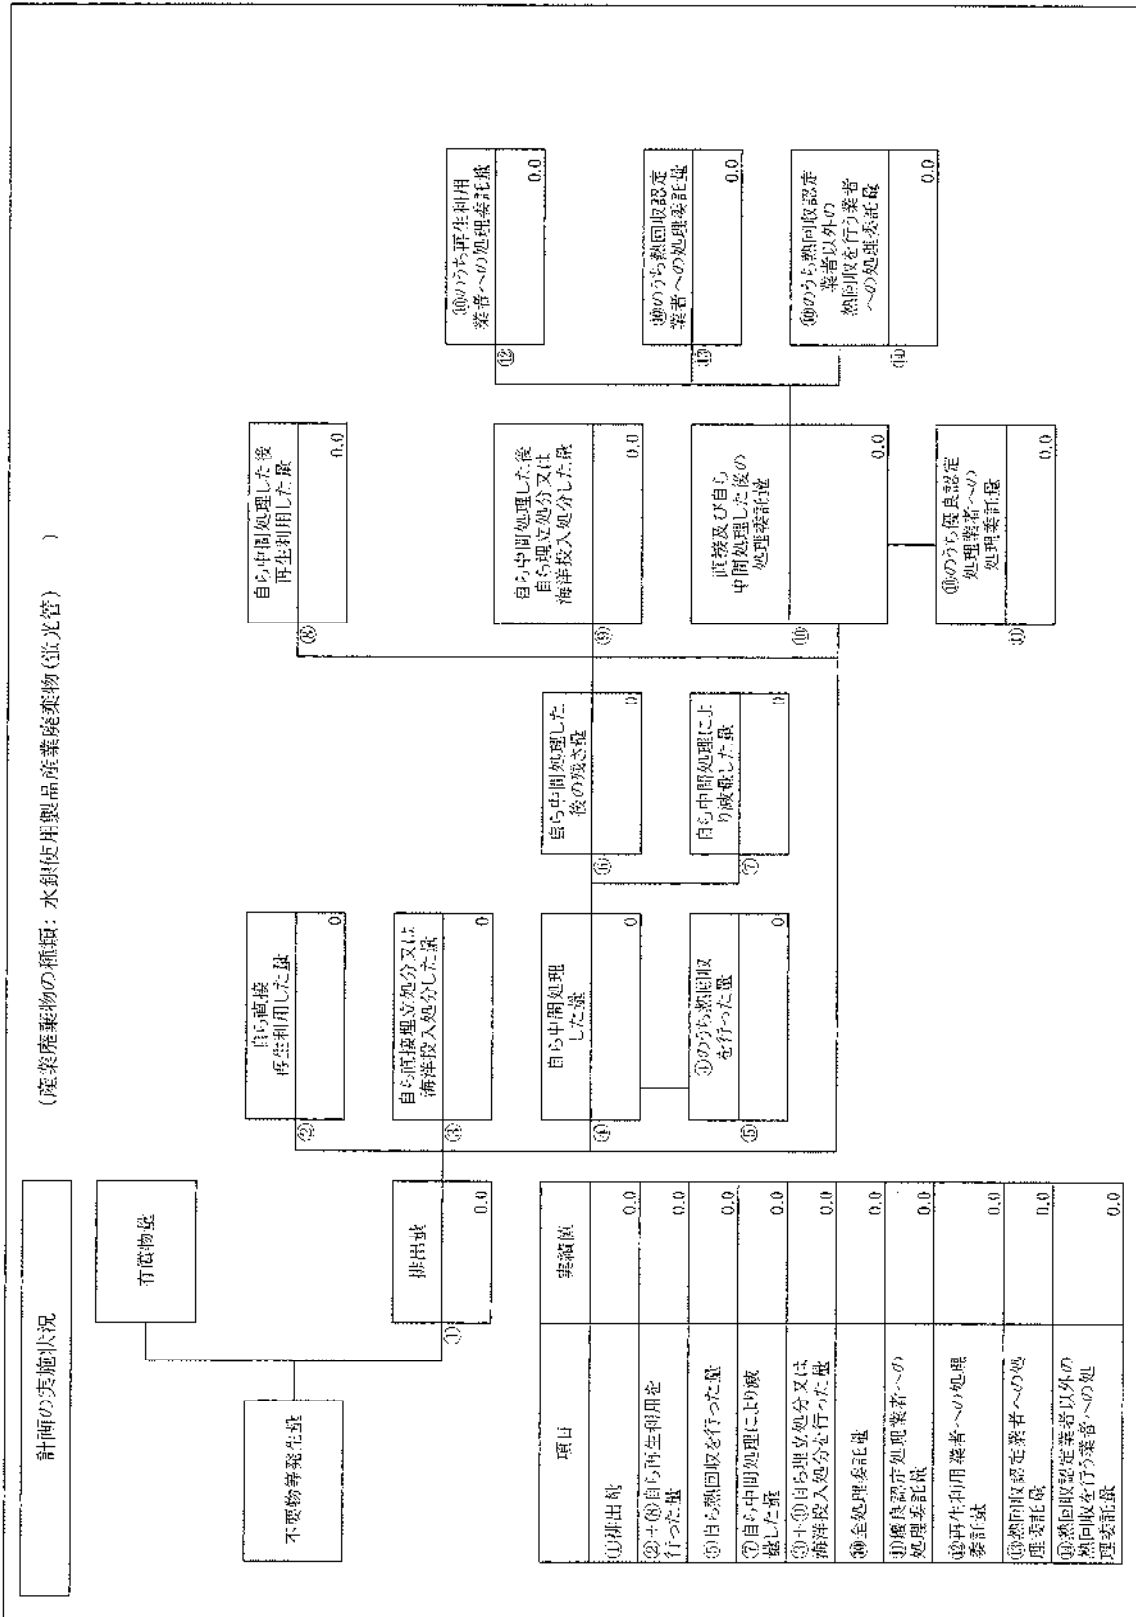 計画の実施状況
(産業廃棄物の種類: 水銀使用製品産業廃棄物(蛍光管) )
不要物等発生量
有償物量
①
排出量
0.0
②
自ら直接
再生利用した量
0
③
自ら直接埋立処分又は
海洋投入処分した量
0
④
自ら中間処理
した量
0
⑤
④のうち熱回収
を行った量
0
⑥
自ら中間処理した
後の残さ量
0
⑦
自ら中間処理によ
り減量した量
0
⑧
自ら中間処理した後
再生利用した量
0.0
⑨
自ら中間処理した後
自ら埋立処分又は
海洋投入処分した量
0.0
⑩
直接及び自ら
中間処理した後の
処理委託量
0.0
⑪
⑩のうち優良認定
処理業者への
処理委託量
0.0
⑫
⑩のうち再生利用
業者への処理委託量
0.0
⑬
⑩のうち熱回収認定
業者への処理委託量
0.0
⑭
⑩のうち熱回収認定
業者以外の
熱回収を行う業者
への処理委託量
0.0
項目 実績値
①排出量 0.0
②+⑧自ら再生利用を
行った量 0.0
⑤自ら熱回収を行った量 0.0
⑦自ら中間処理により減
量した量 0.0
③+⑨自ら埋立処分又は
海洋投入処分を行った量 0.0
⑩全処理委託量 0.0
⑪優良認定処理業者への
処理委託量 0.0
⑫再生利用業者への処理
委託量 0.0
⑬熱回収認定業者への処
理委託量 0.0
⑭熱回収認定業者以外の
熱回収を行う業者への処
理委託量 0.0